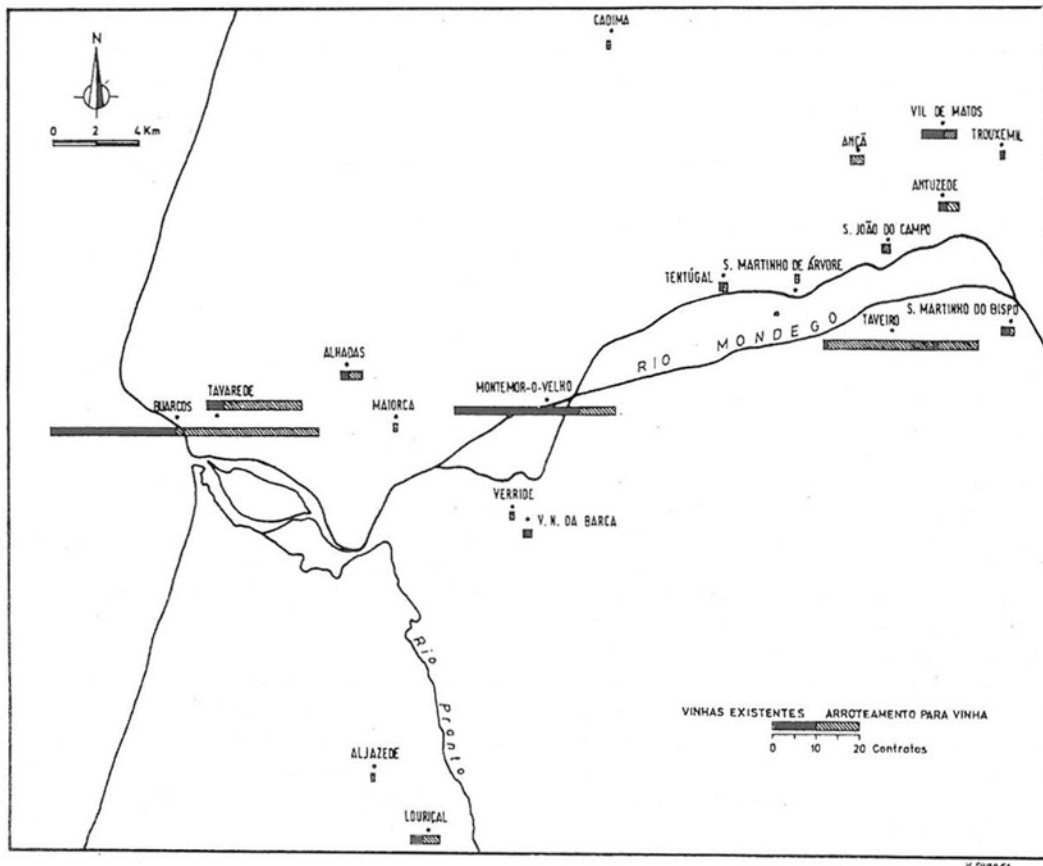 CADIMA
N
0 2 4 Km
VIL DE MATOS
TROUXEMIL
ANÇÃ
ANTUZEDE
S. JOÃO DO CAMPO
S. MARTINHO DE ÁRVORE
TENTÚGAL
S. MARTINHO DO BISPO
TAVEIRO
RIO MONDEGO
ALHADAS
MONTEMOR-O-VELHO
TAVAREDE
BUARCOS
MAIORCA
VERRIDE
V. N. DA BARCA
Rio Pranto
VINHAS EXISTENTES ARROTEAMENTO PARA VINHA
0 10 20 Contratos
ALJAZEDE
LOURIÇAL